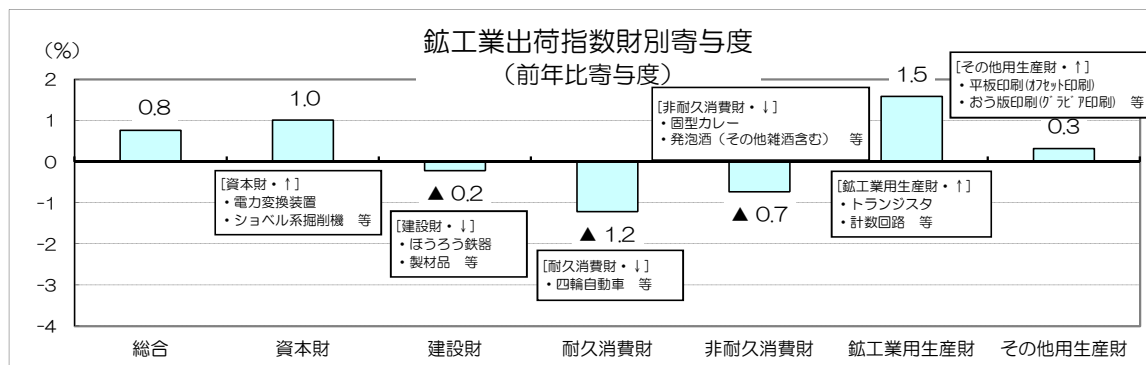 鉱工業出荷指数財別寄与度
（前年比寄与度）
（%）
2
1
0
-1
-2
-3
-4
0.8
1.0
▲ 0.2
▲ 1.2
▲ 0.7
1.5
0.3
[資本財・↑]
・電力変換装置
・ショベル系掘削機　等
[建設財・↓]
・ほうろう鉄器
・製材品　等
[耐久消費財・↓]
・四輪自動車　等
[非耐久消費財・↓]
・固型カレー
・発泡酒（その他雑酒含む）　等
[鉱工業用生産財・↑]
・トランジスタ
・計数回路　等
[その他用生産財・↑]
・平板印刷(ｵﾌｾｯﾄ印刷)
・おう版印刷(ｸﾞﾗﾋﾞｱ印刷)　等
総合
資本財
建設財
耐久消費財
非耐久消費財
鉱工業用生産財
その他用生産財